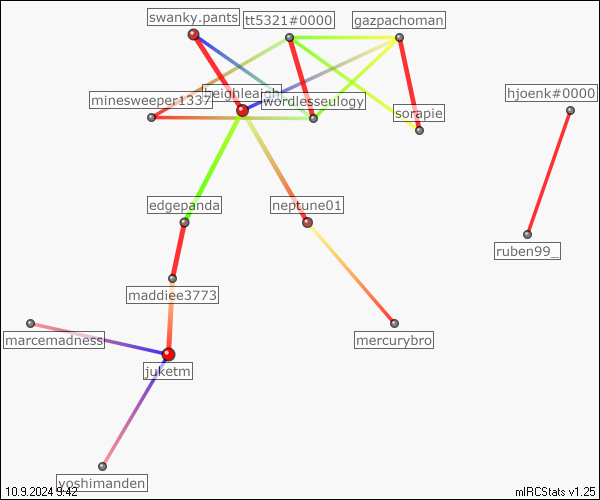 swanky.pants
tt5321#0000
gazpachoman
hjoenk#0000
minesweeper1337
wordlesseulogy
sorapie
edgepanda
neptune01
ruben99_
maddiee3773
marcemadness
mercurybro
juketm
yoshimanden
10.9.2024 9:42
mIRCStats v1.25